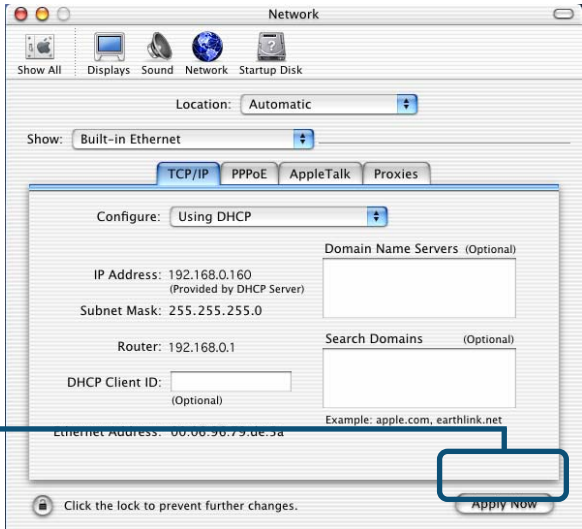 Network
Show All Displays Sound Network Startup Disk
Location: Automatic
Show: Built-in Ethernet
TCP/IP PPPoE AppleTalk Proxies
Configure: Using DHCP
Domain Name Servers (Optional)
IP Address: 192.168.0.160
(Provided by DHCP Server)
Subnet Mask: 255.255.255.0
Search Domains (Optional)
Router: 192.168.0.1
DHCP Client ID:
(Optional)
Example: apple.com, earthlink.net
Ethernet Address:
Click the lock to prevent further changes.
Apply Now